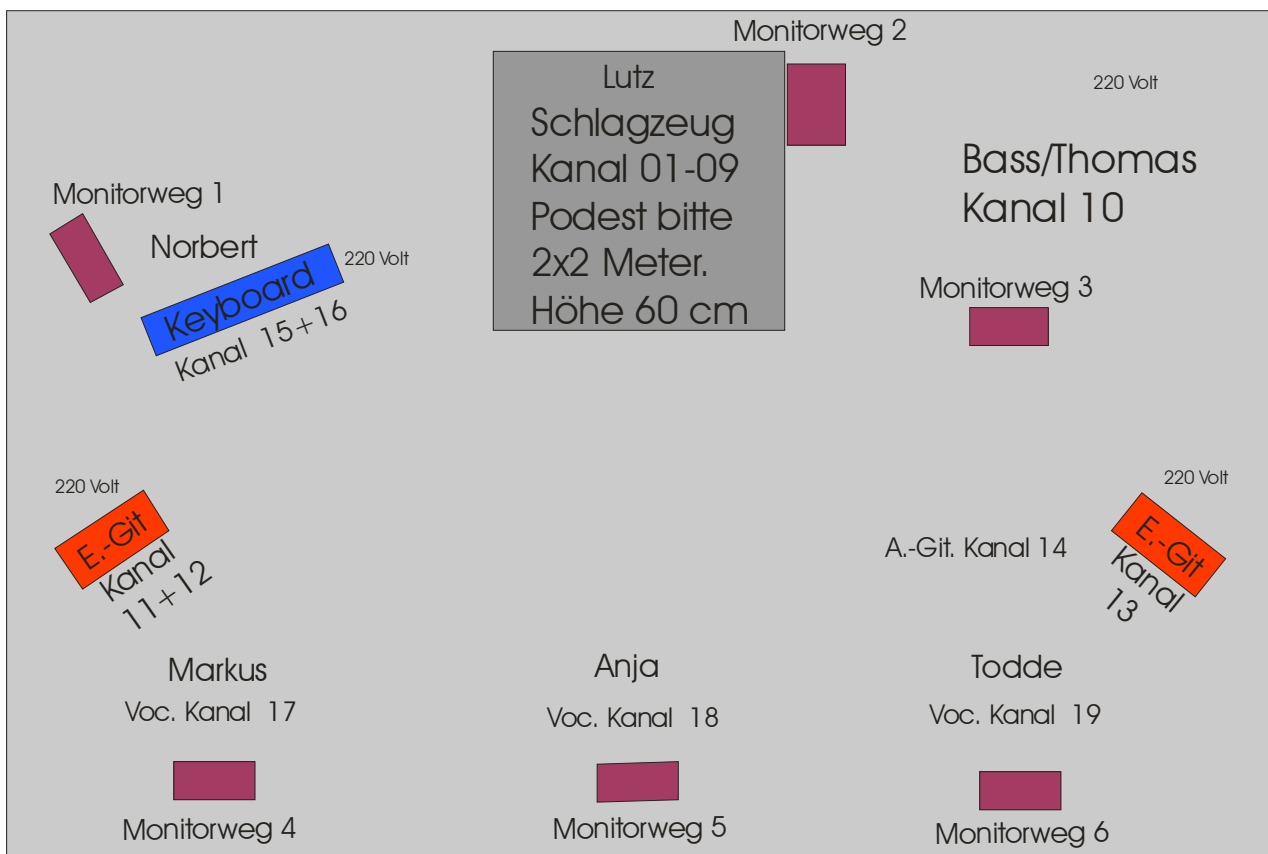 Monitorweg 2
Lutz
Schlagzeug
Kanal 01-09
Podest bitte
2x2 Meter.
Höhe 60 cm
220 Volt
Bass/Thomas
Kanal 10
Monitorweg 1
Norbert
220 Volt
Keyboard
Kanal 15+16
Monitorweg 3
220 Volt
E.-Git
Kanal
11+12
A.-Git. Kanal 14
220 Volt
E.-Git
Kanal
13
Markus
Voc. Kanal 17
Monitorweg 4
Anja
Voc. Kanal 18
Monitorweg 5
Todde
Voc. Kanal 19
Monitorweg 6